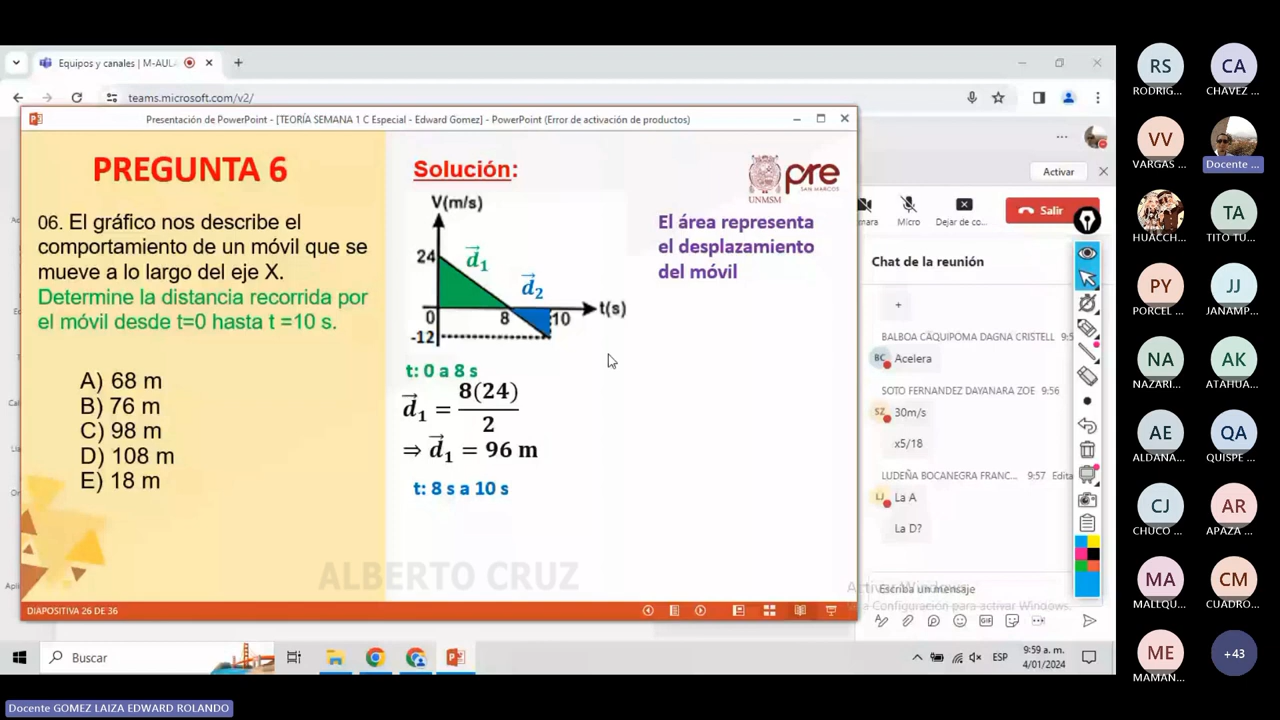 Equipos y canales | M-AUL
teams.microsoft.com/v2/
Presentación de PowerPoint - [TEORÍA SEMANA 1 C Especial - Edward Gomez] - PowerPoint (Error de activación de productos)
PREGUNTA 6
06. El gráfico nos describe el
comportamiento de un móvil que se
mueve a lo largo del eje X.
Determine la distancia recorrida por
el móvil desde t=0 hasta t =10 s.
A) 68 m
B) 76 m
C) 98 m
D) 108 m
E) 18 m
Solución:
V(m/s)
24
d₁
d₂
t(s)
0
8
10
-12
t: 0 a 8 s
d₁ = 8(24)/2
⇒ d₁ = 96 m
t: 8 s a 10 s
UNMSM
pre
SAN MARCOS
El área representa
el desplazamiento
del móvil
ALBERTO CRUZ
DIAPOSITIVA 26 DE 36
Activar
Micro
Dejar de co...
Salir
Chat de la reunión
BALBOA CAQUIPOMA DAGNA CRISTELL
BC
Acelera
SOTO FERNANDEZ DAYANARA ZOE 9:56
SZ
30m/s
x5/18
LUDEÑA BOCANEGRA FRANC... 9:57
LJ
La A
La D?
Activar Windows
Escriba un mensaje
Configuración para activar Windows.
Buscar
ESP
9:59 a. m.
4/01/2024
RS
RODRIG...
CA
CHAVEZ ...
VV
VARGAS ...
Docente ...
HUACCH...
TA
TITO TU...
PY
PORCEL ...
JJ
JANAMP...
NA
NAZARI...
AK
ATAHUA...
AE
ALDANA...
QA
QUISPE ...
CJ
CHUCO ...
AR
APAZA ...
MA
MALLQU...
CM
CUADRO...
ME
MAMAN...
+43
Docente GOMEZ LAIZA EDWARD ROLANDO